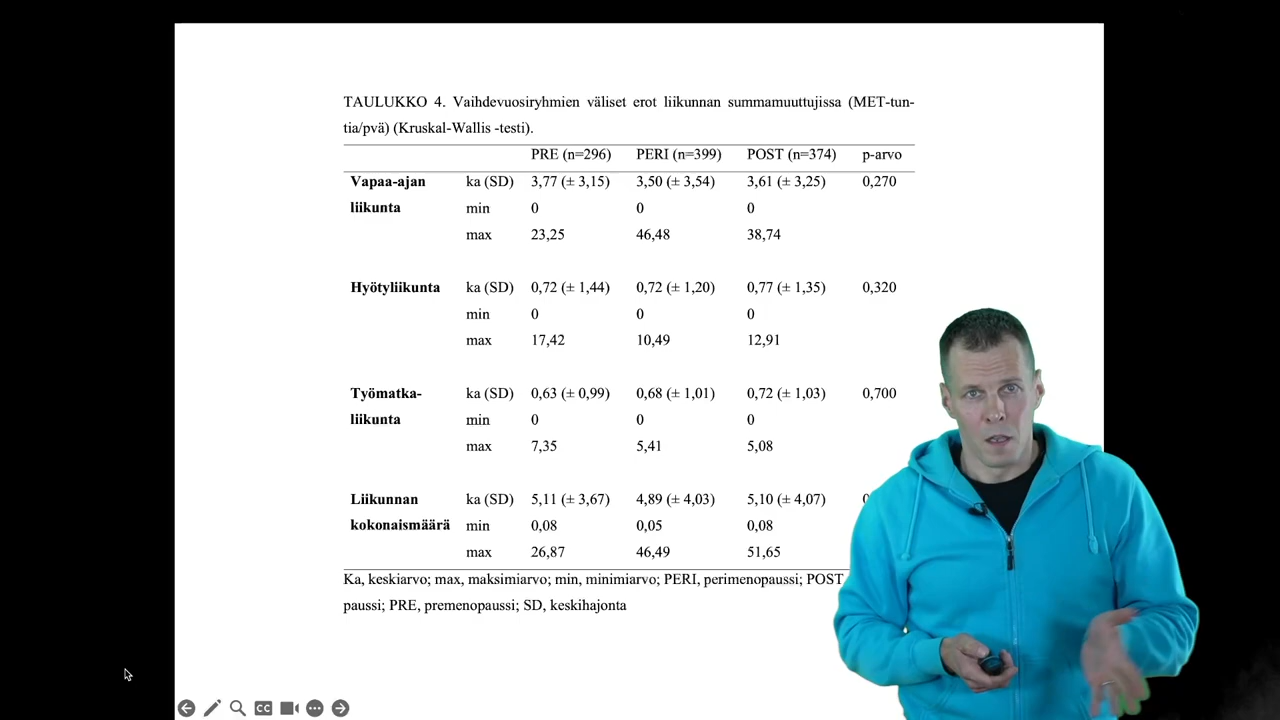 TAULUKKO 4. Vaihdevuosiryhmien väliset erot liikunnan summamuuttujissa (MET-tun-
tia/pvä) (Kruskal-Wallis -testi).
PRE (n=296) PERI (n=399) POST (n=374) p-arvo
Vapaa-ajan ka (SD) 3,77 (± 3,15) 3,50 (± 3,54) 3,61 (± 3,25) 0,270
liikunta min 0 0 0
max 23,25 46,48 38,74
Hyötyliikunta ka (SD) 0,72 (± 1,44) 0,72 (± 1,20) 0,77 (± 1,35) 0,320
min 0 0 0
max 17,42 10,49 12,91
Työmatka- ka (SD) 0,63 (± 0,99) 0,68 (± 1,01) 0,72 (± 1,03) 0,700
liikunta min 0 0 0
max 7,35 5,41 5,08
Liikunnan ka (SD) 5,11 (± 3,67) 4,89 (± 4,03) 5,10 (± 4,07)
kokonaismäärä min 0,08 0,05 0,08
max 26,87 46,49 51,65
Ka, keskiarvo; max, maksimiarvo; min, minimiarvo; PERI, perimenopaussi; POST
paussi; PRE, premenopaussi; SD, keskihajonta
CC